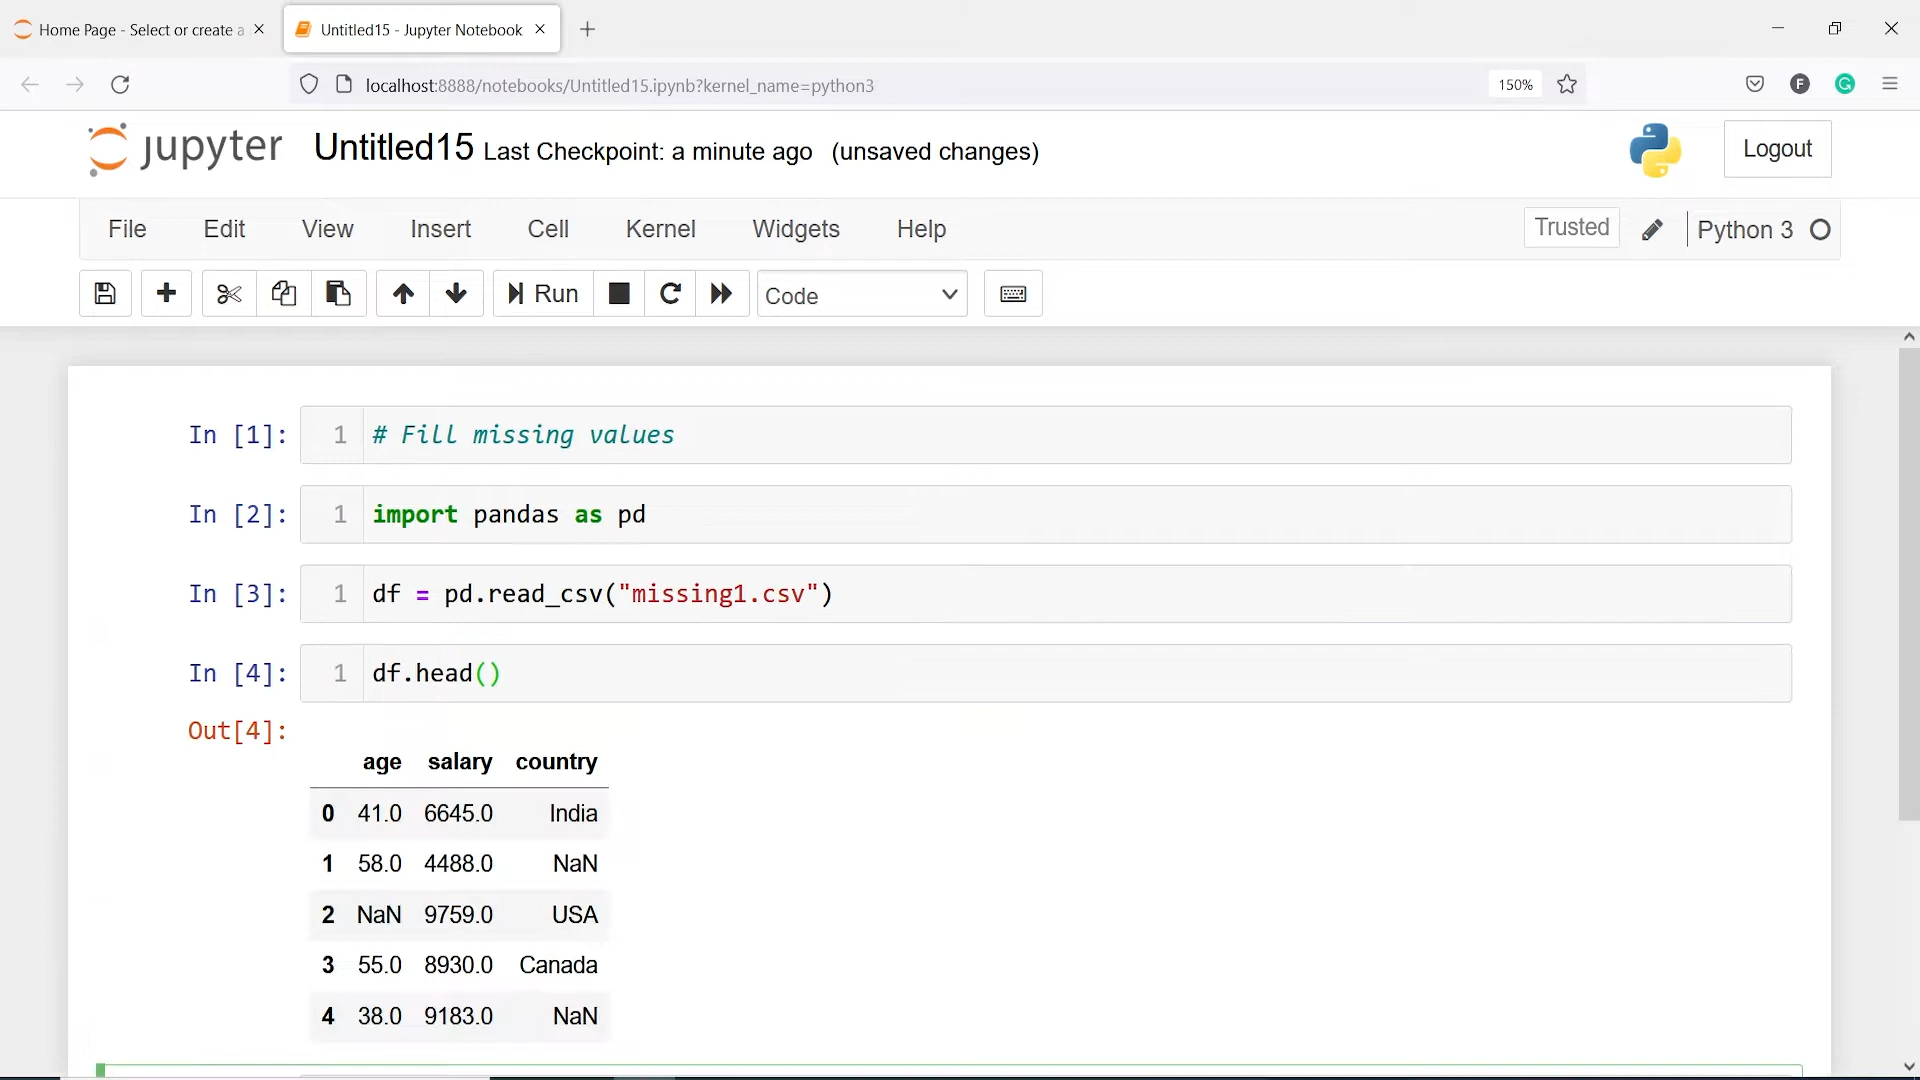 Home Page - Select or create a
Untitled15 - Jupyter Notebook
localhost:8888/notebooks/Untitled15.ipynb?kernel_name=python3
150%
F
G
jupyter Untitled15 Last Checkpoint: a minute ago (unsaved changes)
Logout
File Edit View Insert Cell Kernel Widgets Help
Trusted
Python 3
Run
Code
In [1]: 1 # Fill missing values
In [2]: 1 import pandas as pd
In [3]: 1 df = pd.read_csv("missing1.csv")
In [4]: 1 df.head()
Out[4]:
age salary country
0 41.0 6645.0 India
1 58.0 4488.0 NaN
2 NaN 9759.0 USA
3 55.0 8930.0 Canada
4 38.0 9183.0 NaN